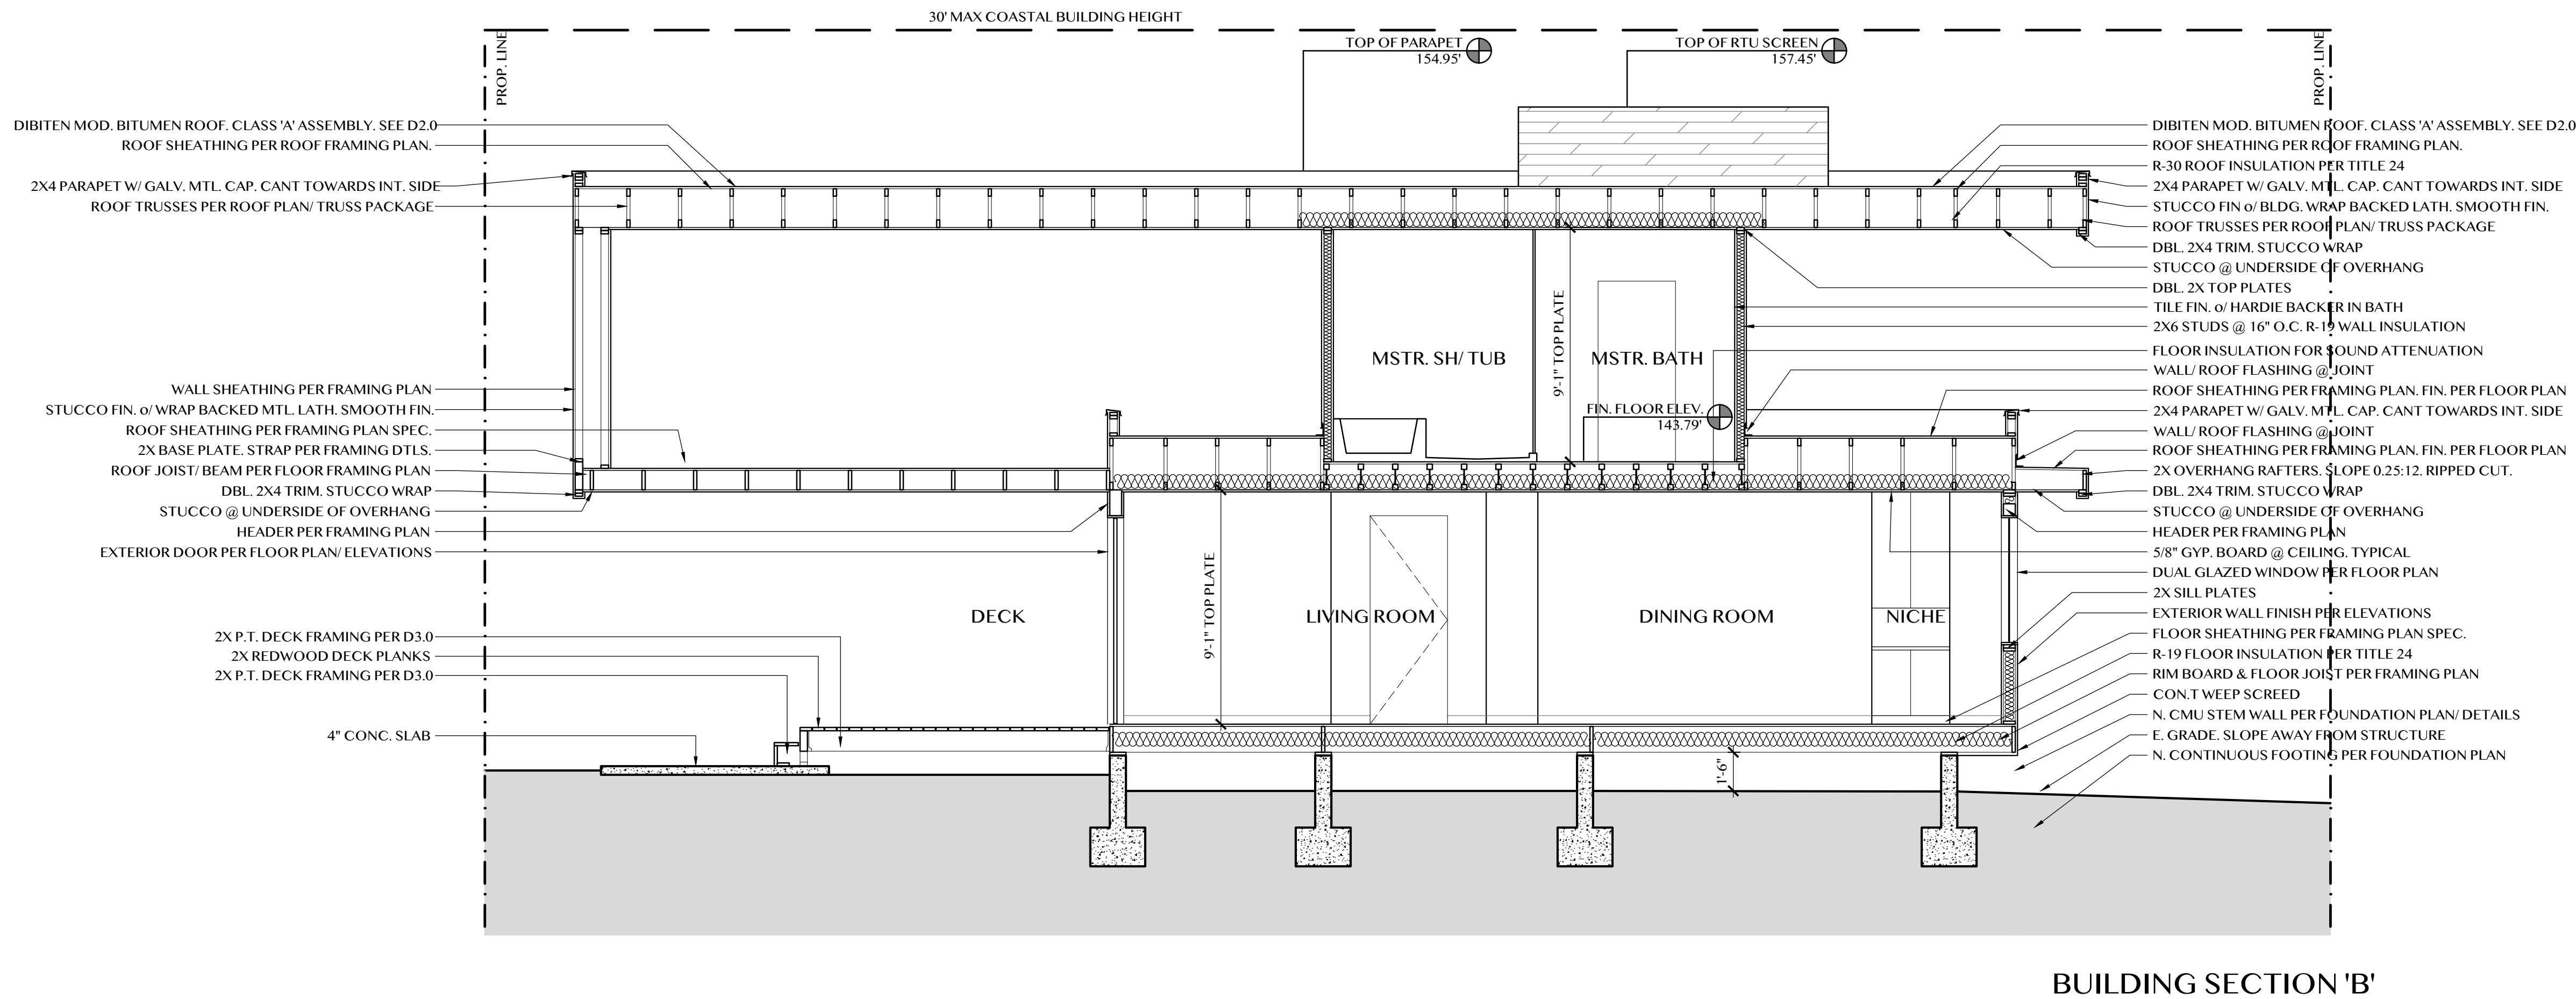 30' MAX COASTAL BUILDING HEIGHT
PROP. LINE
PROP. LINE
TOP OF PARAPET
154.95'
TOP OF RTU SCREEN
157.45'
DIBITEN MOD. BITUMEN ROOF. CLASS 'A' ASSEMBLY. SEE D2.0
ROOF SHEATHING PER ROOF FRAMING PLAN.
2X4 PARAPET W/ GALV. MTL. CAP. CANT TOWARDS INT. SIDE
ROOF TRUSSES PER ROOF PLAN/ TRUSS PACKAGE
WALL SHEATHING PER FRAMING PLAN
STUCCO FIN. o/ WRAP BACKED MTL. LATH. SMOOTH FIN.
ROOF SHEATHING PER FRAMING PLAN SPEC.
2X BASE PLATE. STRAP PER FRAMING DTLS.
ROOF JOIST/ BEAM PER FLOOR FRAMING PLAN
DBL. 2X4 TRIM. STUCCO WRAP
STUCCO @ UNDERSIDE OF OVERHANG
HEADER PER FRAMING PLAN
EXTERIOR DOOR PER FLOOR PLAN/ ELEVATIONS
2X P.T. DECK FRAMING PER D3.0
2X REDWOOD DECK PLANKS
2X P.T. DECK FRAMING PER D3.0
4" CONC. SLAB
MSTR. SH/ TUB
9'-1" TOP PLATE
MSTR. BATH
FIN. FLOOR ELEV.
143.79'
DECK
9'-1" TOP PLATE
LIVING ROOM
DINING ROOM
NICHE
1'-6"
DIBITEN MOD. BITUMEN ROOF. CLASS 'A' ASSEMBLY. SEE D2.0
ROOF SHEATHING PER ROOF FRAMING PLAN.
R-30 ROOF INSULATION PER TITLE 24
2X4 PARAPET W/ GALV. MTL. CAP. CANT TOWARDS INT. SIDE
STUCCO FIN o/ BLDG. WRAP BACKED LATH. SMOOTH FIN.
ROOF TRUSSES PER ROOF PLAN/ TRUSS PACKAGE
DBL. 2X4 TRIM. STUCCO WRAP
STUCCO @ UNDERSIDE OF OVERHANG
DBL. 2X TOP PLATES
TILE FIN. o/ HARDIE BACKER IN BATH
2X6 STUDS @ 16" O.C. R-19 WALL INSULATION
FLOOR INSULATION FOR SOUND ATTENUATION
WALL/ ROOF FLASHING @ JOINT
ROOF SHEATHING PER FRAMING PLAN. FIN. PER FLOOR PLAN
2X4 PARAPET W/ GALV. MTL. CAP. CANT TOWARDS INT. SIDE
WALL/ ROOF FLASHING @ JOINT
ROOF SHEATHING PER FRAMING PLAN. FIN. PER FLOOR PLAN
2X OVERHANG RAFTERS. SLOPE 0.25:12. RIPPED CUT.
DBL. 2X4 TRIM. STUCCO WRAP
STUCCO @ UNDERSIDE OF OVERHANG
HEADER PER FRAMING PLAN
5/8" GYP. BOARD @ CEILING. TYPICAL
DUAL GLAZED WINDOW PER FLOOR PLAN
2X SILL PLATES
EXTERIOR WALL FINISH PER ELEVATIONS
FLOOR SHEATHING PER FRAMING PLAN SPEC.
R-19 FLOOR INSULATION PER TITLE 24
RIM BOARD & FLOOR JOIST PER FRAMING PLAN
CON.T WEEP SCREED
N. CMU STEM WALL PER FOUNDATION PLAN/ DETAILS
E. GRADE. SLOPE AWAY FROM STRUCTURE
N. CONTINUOUS FOOTING PER FOUNDATION PLAN
BUILDING SECTION 'B'